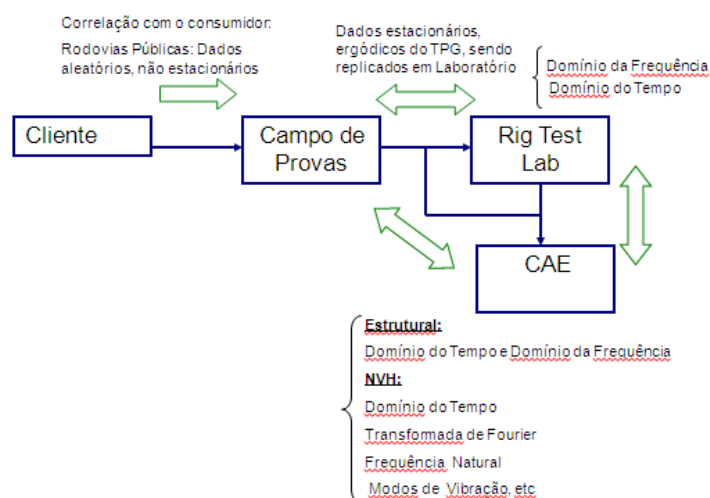 Correlação com o consumidor:
Rodovias Públicas: Dados
aleatórios, não estacionários
Dados estacionários,
ergódicos do TPG, sendo
replicados em Laboratório
Domínio da Frequência
Domínio do Tempo
Cliente
Campo de
Provas
Rig Test
Lab
CAE
Estrutural:
Domínio do Tempo e Domínio da Frequência
NVH:
Domínio do Tempo
Transformada de Fourier
Frequência Natural
Modos de Vibração, etc